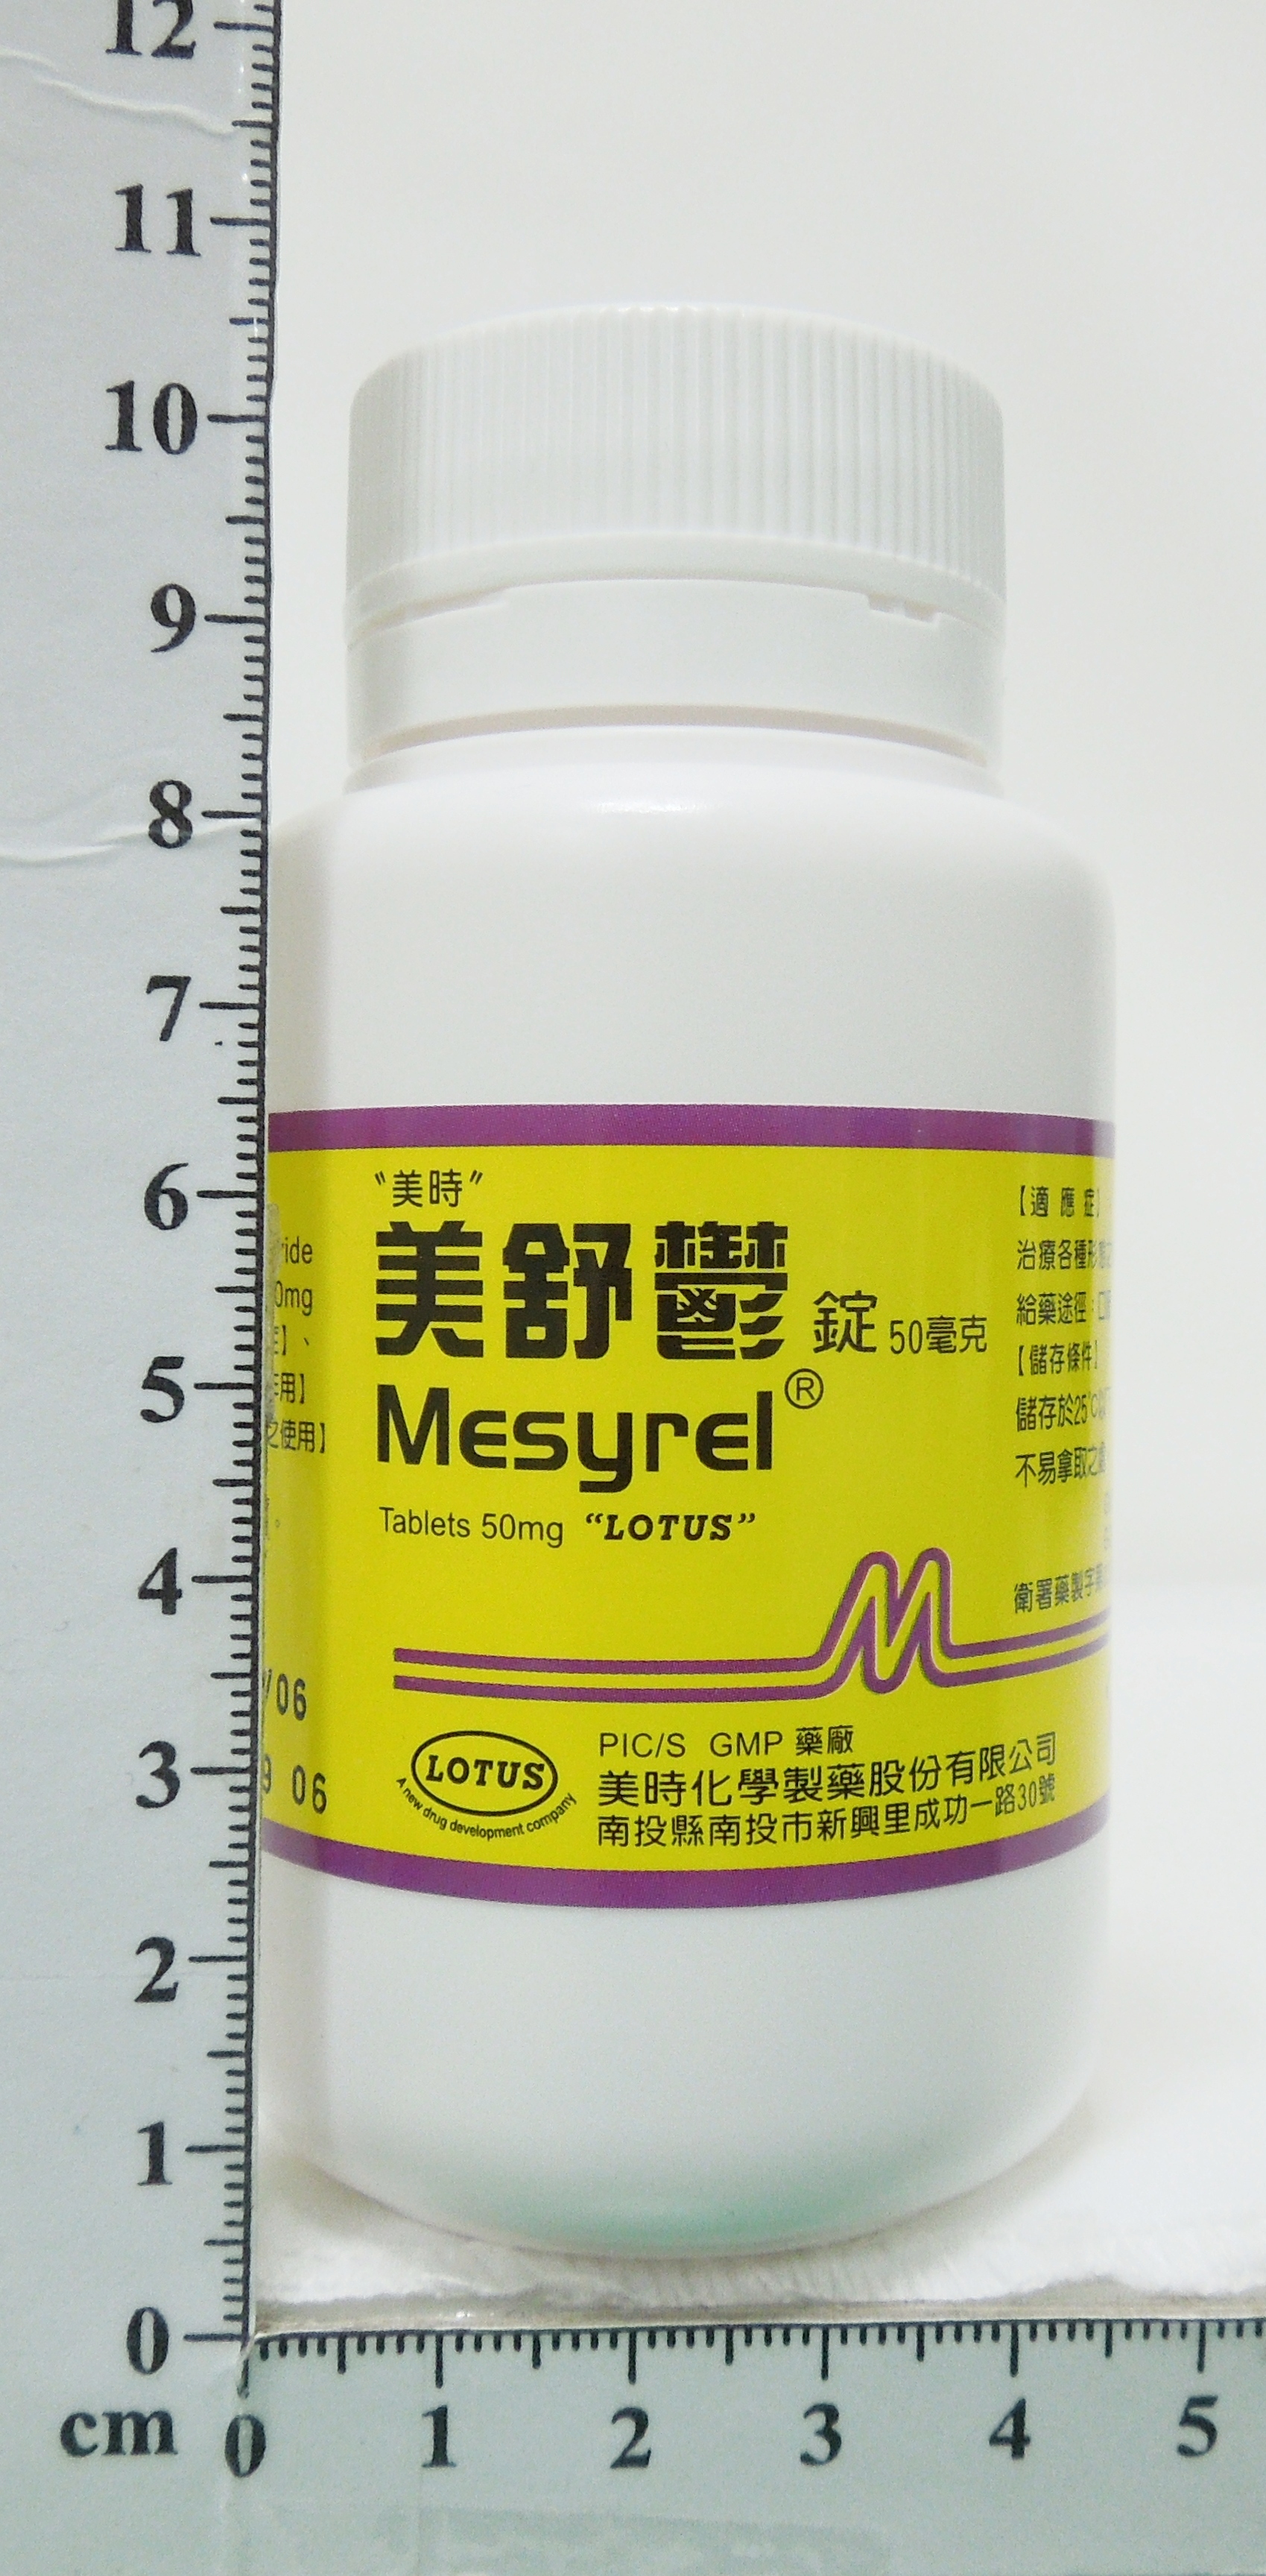 12
11
10
9
8
7
6
5
4
3
2
1
0
cm
0 1 2 3 4 5
ride
0mg
】、
用】
之使用】
。
/06
9 06
"美時"
美舒鬱錠50毫克
Mesyrel®
Tablets 50mg "LOTUS"
M
LOTUS
A new drug development company
PIC/S GMP 藥廠
美時化學製藥股份有限公司
南投縣南投市新興里成功一路30號
【適應症】
治療各種形
給藥途徑：口
【儲存條件】
儲存於25°C
不易拿取之處
衛署藥製字第